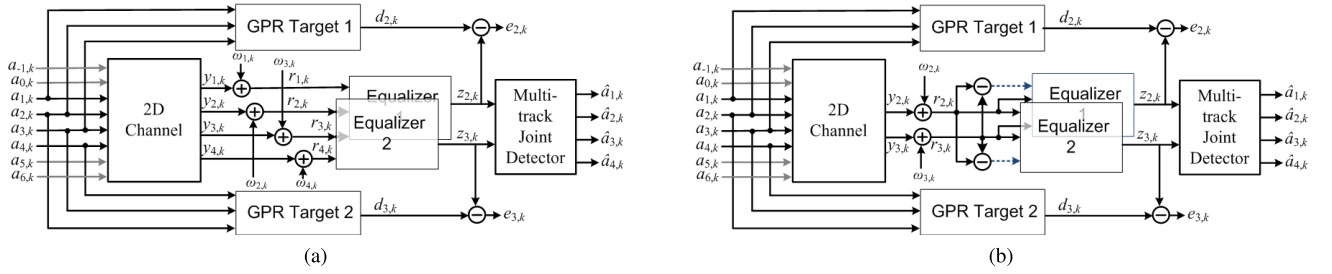 GPR Target 1
d2,k
e2,k
ω1,k
ω3,k
a-1,k
a0,k
a1,k
a2,k
a3,k
a4,k
a5,k
a6,k
2D
Channel
y1,k
y2,k
y3,k
y4,k
r1,k
r2,k
r3,k
r4,k
ω2,k
ω4,k
Equalizer
1
Equalizer
2
z2,k
z3,k
Multi-
track
Joint
Detector
â1,k
â2,k
â3,k
â4,k
GPR Target 2
d3,k
e3,k
(a)
GPR Target 1
d2,k
e2,k
a-1,k
a0,k
a1,k
a2,k
a3,k
a4,k
a5,k
a6,k
2D
Channel
ω2,k
y2,k
r2,k
y3,k
r3,k
ω3,k
Equalizer
1
Equalizer
2
z2,k
z3,k
Multi-
track
Joint
Detector
â1,k
â2,k
â3,k
â4,k
GPR Target 2
d3,k
e3,k
(b)